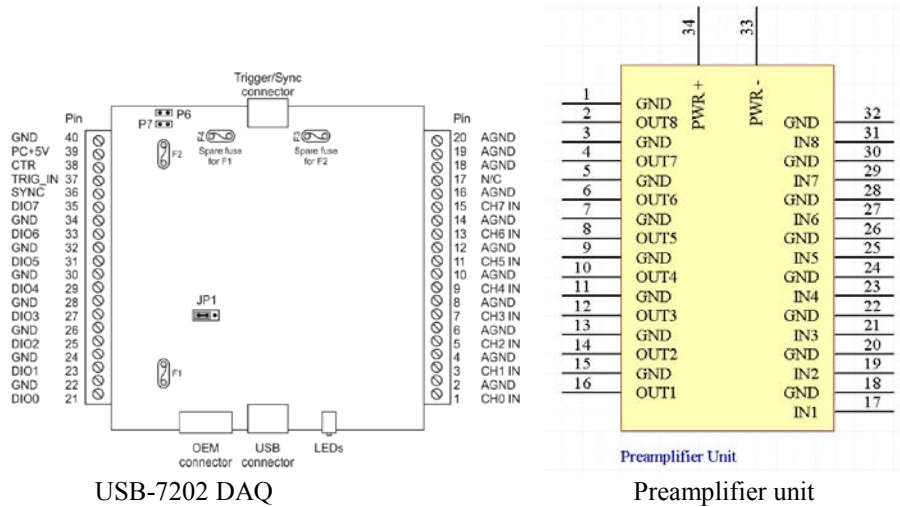 Trigger/Sync
connector
P6
P7
F2
Spare fuse
for F1
Spare fuse
for F2
Pin
GND 40
PC+5V 39
CTR 38
TRIG_IN 37
SYNC 36
DIO7 35
GND 34
DIO6 33
GND 32
DIO5 31
GND 30
DIO4 29
GND 28
DIO3 27
GND 26
DIO2 25
GND 24
DIO1 23
GND 22
DIO0 21
JP1
F1
Pin
20 AGND
19 AGND
18 AGND
17 N/C
16 AGND
15 CH7 IN
14 AGND
13 CH6 IN
12 AGND
11 CH5 IN
10 AGND
9 CH4 IN
8 AGND
7 CH3 IN
6 AGND
5 CH2 IN
4 AGND
3 CH1 IN
2 AGND
1 CH0 IN
OEM
connector
USB
connector
LEDs
USB-7202 DAQ
34
33
PWR +
PWR -
1 GND
2 OUT8
3 GND
4 OUT7
5 GND
6 OUT6
7 GND
8 OUT5
9 GND
10 OUT4
11 GND
12 OUT3
13 GND
14 OUT2
15 GND
16 OUT1
GND 32
IN8 31
GND 30
IN7 29
GND 28
IN6 27
GND 26
IN5 25
GND 24
IN4 23
GND 22
IN3 21
GND 20
IN2 19
GND 18
IN1 17
Preamplifier Unit
Preamplifier unit